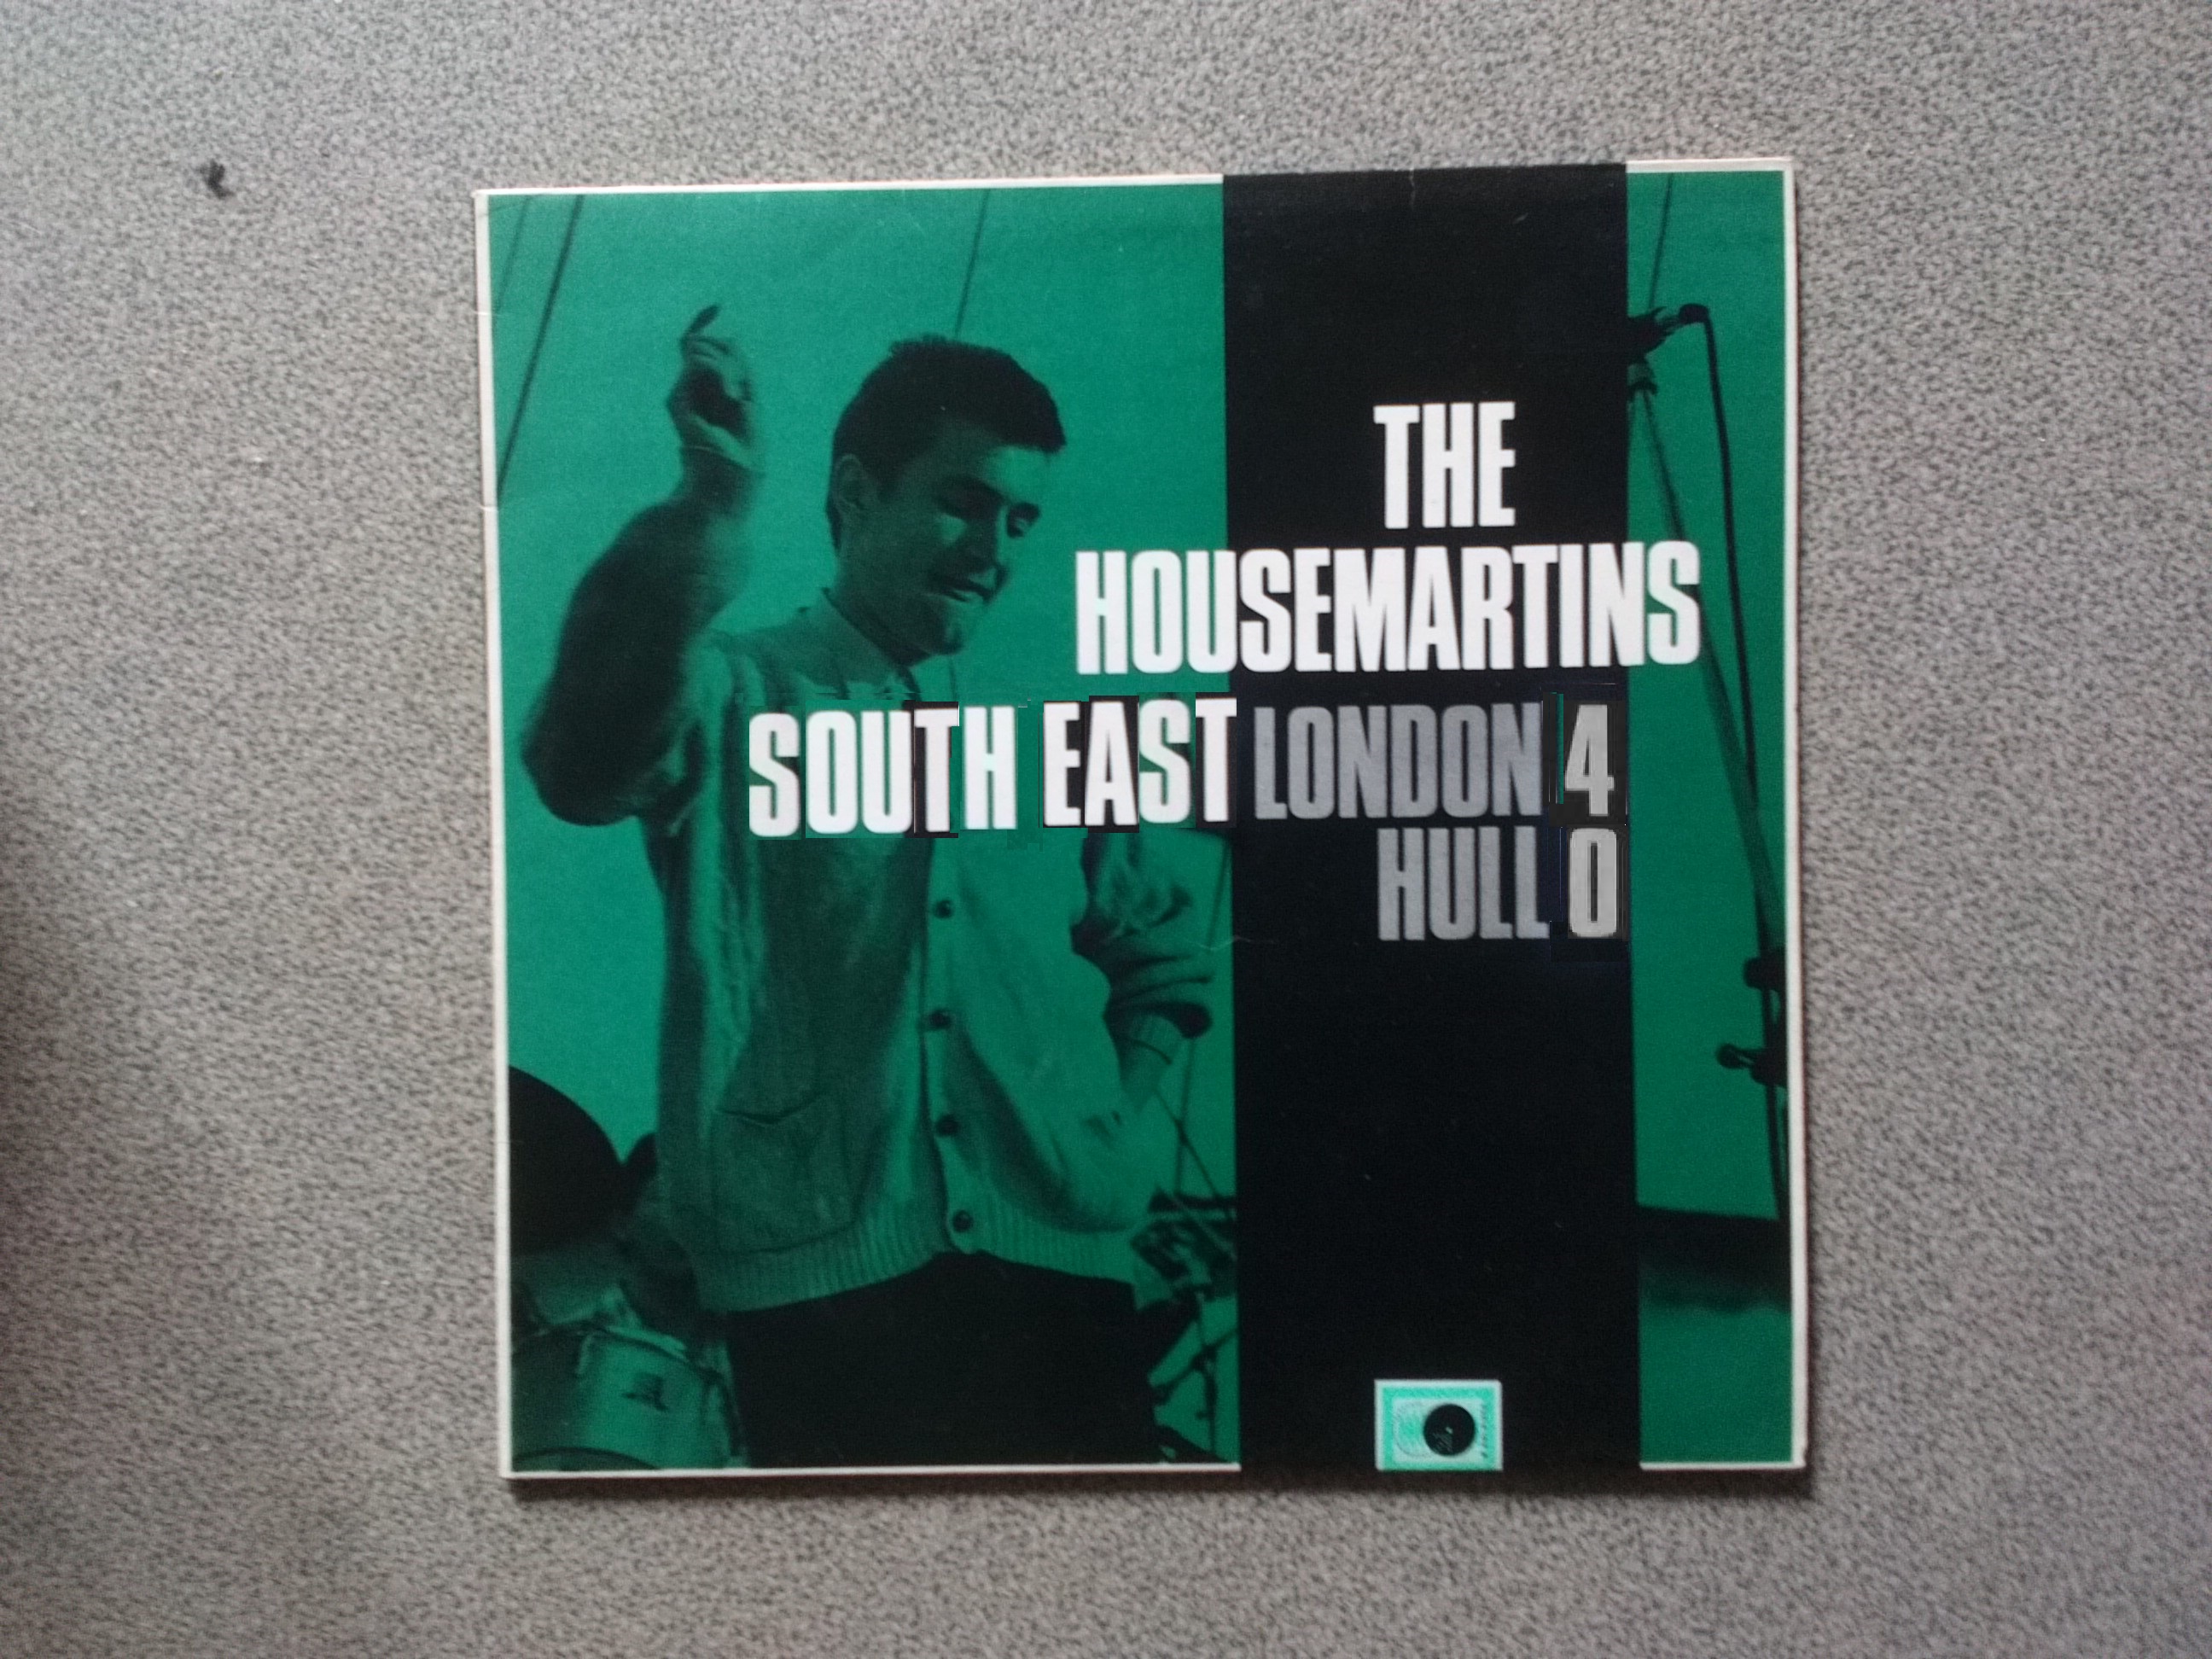 THE
HOUSEMARTINS
SOUTH EAST LONDON 4
HULL 0